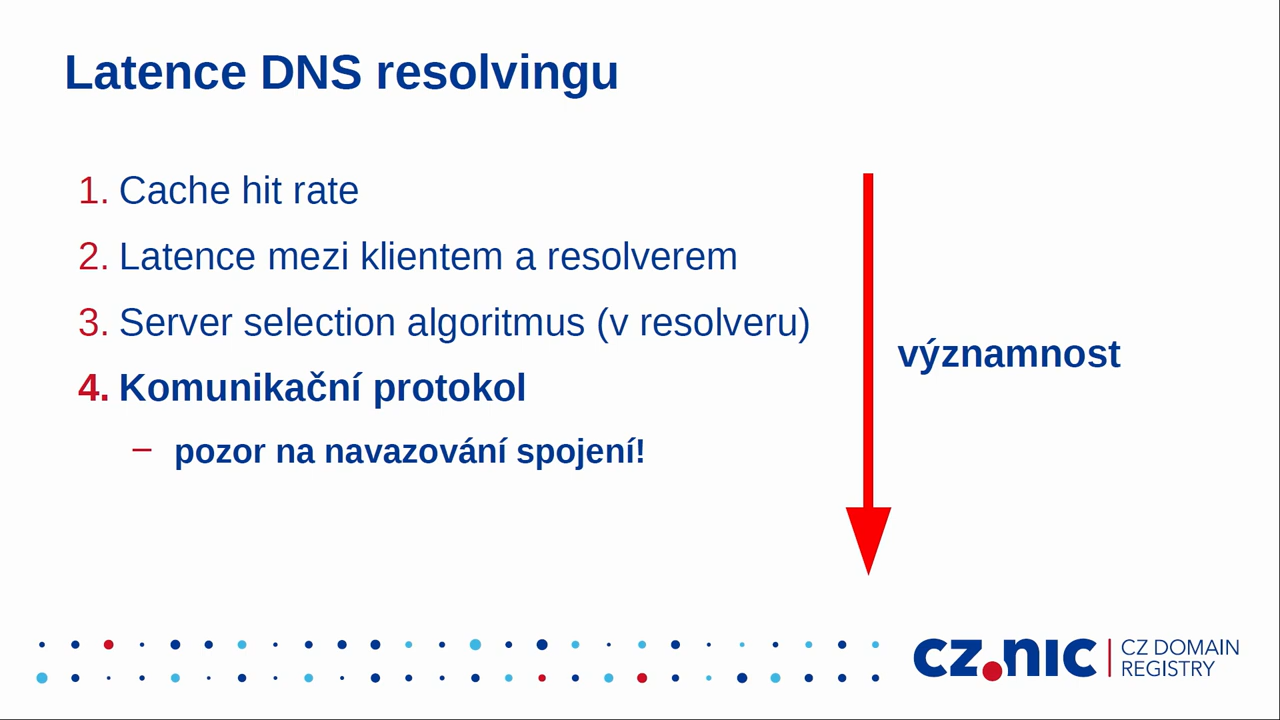 Latence DNS resolvingu
1. Cache hit rate
2. Latence mezi klientem a resolverem
3. Server selection algoritmus (v resolveru)
4. Komunikační protokol
– pozor na navazování spojení!
významnost
CZ.NIC | CZ DOMAIN
REGISTRY